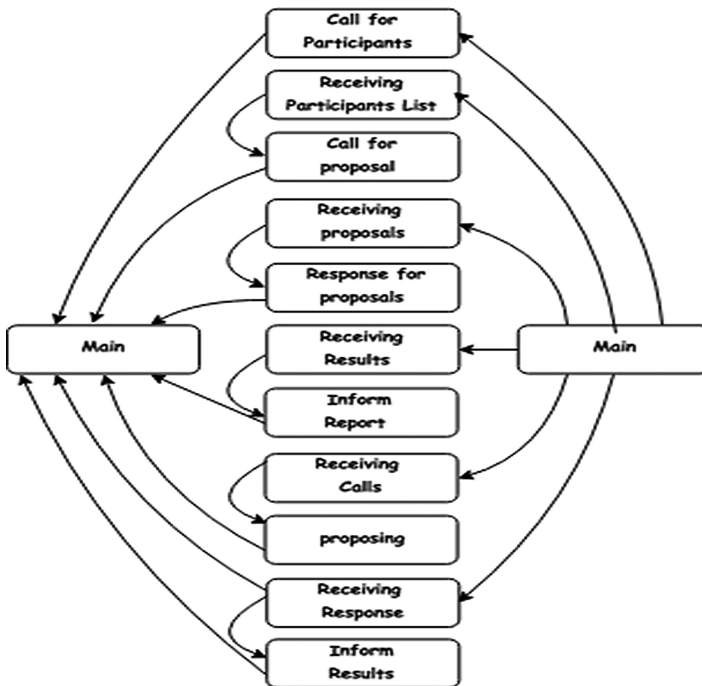 Call for
Participants
Receiving
Participants List
Call for
proposal
Receiving
proposals
Response for
proposals
Main
Receiving
Results
Main
Inform
Report
Receiving
Calls
proposing
Receiving
Response
Inform
Results